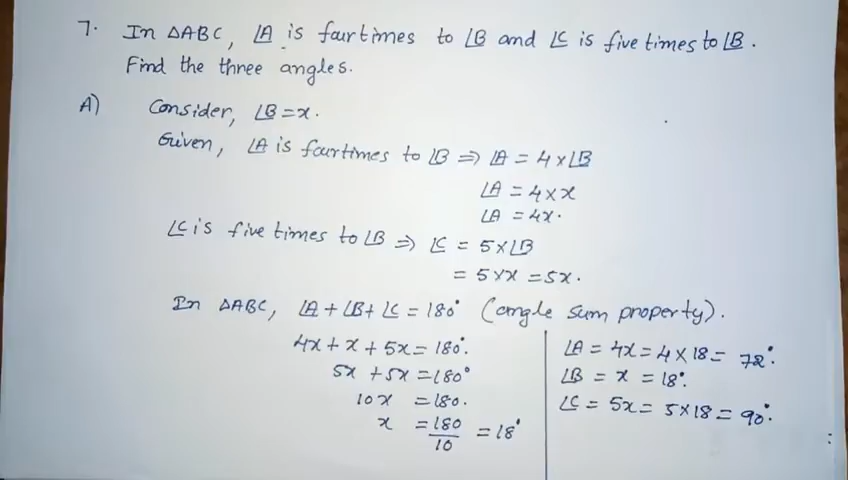 7. In ΔABC, ∠A is fourtimes to ∠B and ∠C is five times to ∠B.
Find the three angles.
A) Consider, ∠B = x.
Given, ∠A is fourtimes to ∠B ⇒ ∠A = 4 x ∠B
∠A = 4 x x
∠A = 4x.
∠C is five times to ∠B ⇒ ∠C = 5 x ∠B
= 5 x x = 5x.
In ΔABC, ∠A + ∠B + ∠C = 180° (angle sum property).
4x + x + 5x = 180°.
5x + 5x = 180°
10x = 180.
x = 180/10 = 18°
∠A = 4x = 4 x 18 = 72°.
∠B = x = 18°.
∠C = 5x = 5 x 18 = 90°.